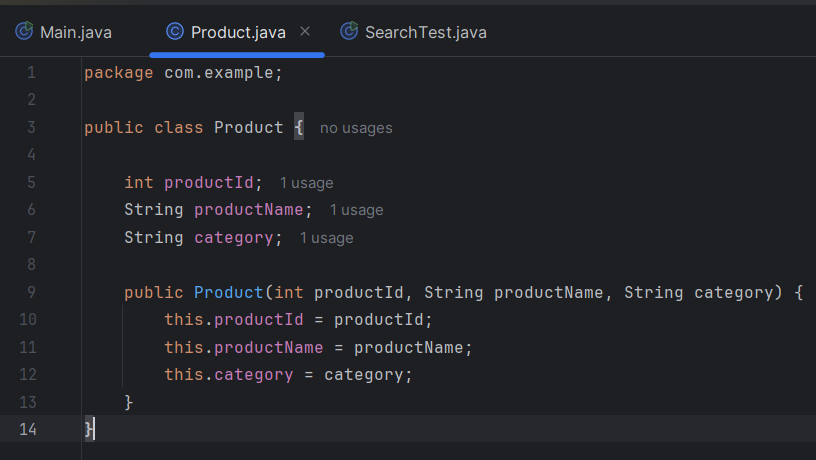 Main.java Product.java SearchTest.java
1 package com.example;
2
3 public class Product { no usages
4
5 int productId; 1 usage
6 String productName; 1 usage
7 String category; 1 usage
8
9 public Product(int productId, String productName, String category) {
10 this.productId = productId;
11 this.productName = productName;
12 this.category = category;
13 }
14 }